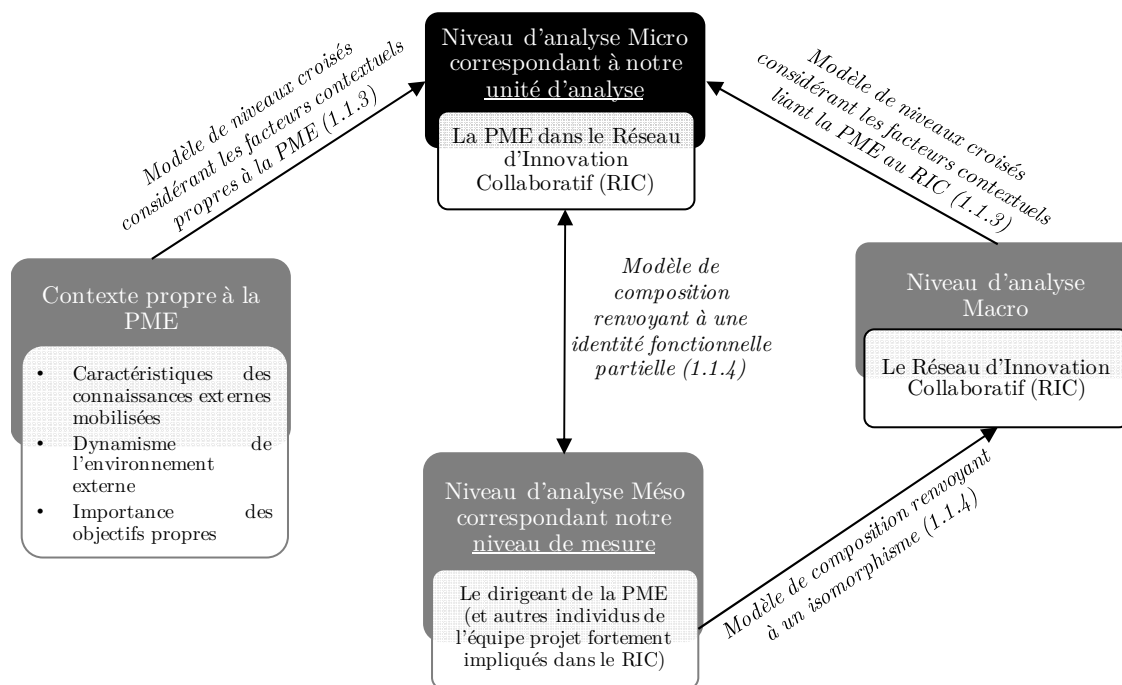 Niveau d'analyse Micro
correspondant à notre
unité d'analyse
La PME dans le Réseau
d'Innovation
Collaboratif (RIC)
Modèle de niveaux croisés
considérant les facteurs contextuels
propres à la PME (1.1.3)
Modèle de niveaux croisés
considérant les facteurs contextuels
liant la PME au RIC (1.1.3)
Contexte propre à la
PME
• Caractéristiques des
connaissances externes
mobilisées
• Dynamisme de
l'environnement
externe
• Importance des
objectifs propres
Modèle de
composition
renvoyant à une
identité fonctionnelle
partielle (1.1.4)
Niveau d'analyse
Macro
Le Réseau d'Innovation
Collaboratif (RIC)
Niveau d'analyse Méso
correspondant notre
niveau de mesure
Le dirigeant de la PME
(et autres individus de
l'équipe projet fortement
impliqués dans le RIC)
Modèle de composition renvoyant
à un isomorphisme (1.1.4)